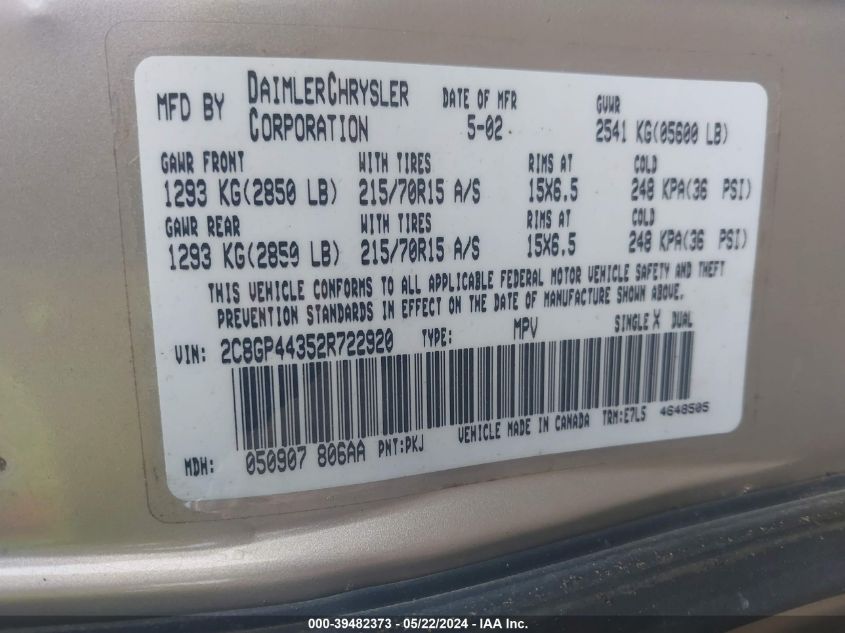 MFD BY DAIMLERCHRYSLER CORPORATION DATE OF MFR 5-02 GVWR 2541 KG(05600 LB)
GAWR FRONT WITH TIRES RIMS AT COLD
1293 KG(2850 LB) 215/70R15 A/S 15X6.5 248 KPA(36 PSI)
GAWR REAR WITH TIRES RIMS AT COLD
1293 KG(2850 LB) 215/70R15 A/S 15X6.5 248 KPA(36 PSI)
THIS VEHICLE CONFORMS TO ALL APPLICABLE FEDERAL MOTOR VEHICLE SAFETY AND THEFT
PREVENTION STANDARDS IN EFFECT ON THE DATE OF MANUFACTURE SHOWN ABOVE.
VIN: 2C8GP44352R722920 TYPE: MPV SINGLE X DUAL
MDH: 050907 806AA PNT:PKJ VEHICLE MADE IN CANADA TRM:E7L5 4648505
000-39482373 - 05/22/2024 - IAA Inc.